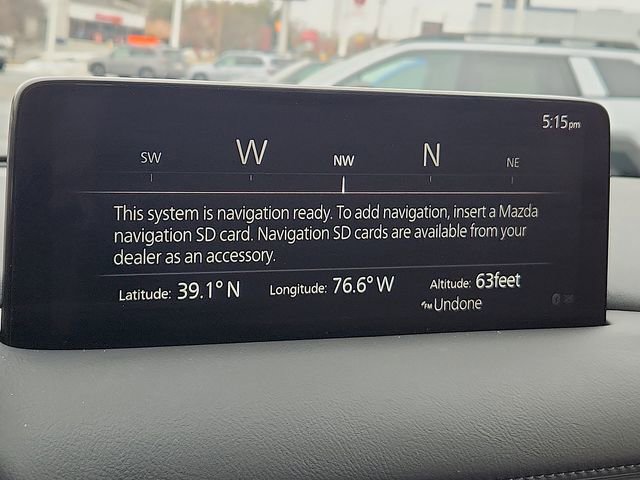 5:15pm
SW W NW N NE
This system is navigation ready. To add navigation, insert a Mazda
navigation SD card. Navigation SD cards are available from your
dealer as an accessory.
Latitude: 39.1° N Longitude: 76.6° W Altitude: 63feet
FM Undone